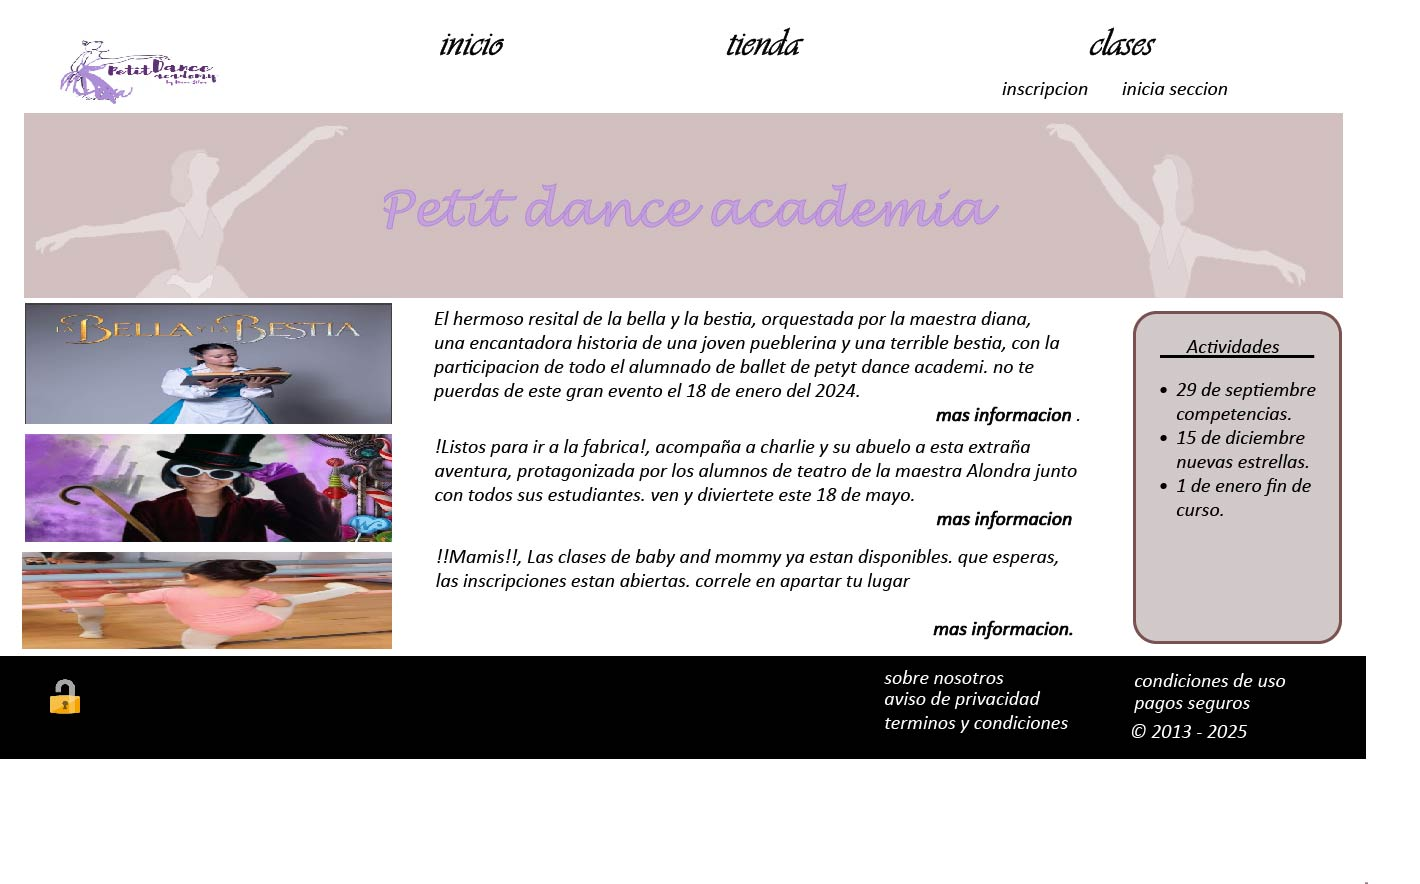 Petit Dance
academy
inicio
tienda
clases
inscripcion
inicia seccion
Petit dance academia
LA BELLA Y LA BESTIA
El hermoso resital de la bella y la bestia, orquestada por la maestra diana,
una encantadora historia de una joven pueblerina y una terrible bestia, con la
participacion de todo el alumnado de ballet de petyt dance academi. no te
puerdas de este gran evento el 18 de enero del 2024.
mas informacion .
!Listos para ir a la fabrica!, acompaña a charlie y su abuelo a esta extraña
aventura, protagonizada por los alumnos de teatro de la maestra Alondra junto
con todos sus estudiantes. ven y diviertete este 18 de mayo.
mas informacion
!!Mamis!!, Las clases de baby and mommy ya estan disponibles. que esperas,
las inscripciones estan abiertas. correle en apartar tu lugar
mas informacion.
Actividades
• 29 de septiembre
competencias.
• 15 de diciembre
nuevas estrellas.
• 1 de enero fin de
curso.
sobre nosotros
aviso de privacidad
terminos y condiciones
condiciones de uso
pagos seguros
© 2013 - 2025